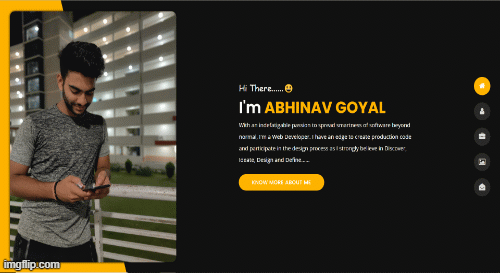 Hi There......
I'm ABHINAV GOYAL
With an indefatigable passion to spread smartness of software beyond
normal, I'm a Web Developer. I have an edge to create production code
and participate in the design process as I strongly believe in Discover,
Ideate, Design and Define......
KNOW MORE ABOUT ME
imgflip.com